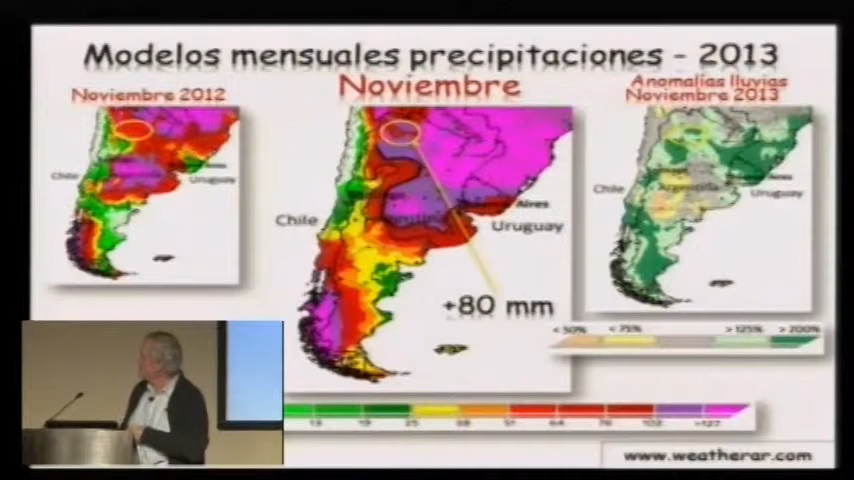 Modelos mensuales precipitaciones - 2013
Noviembre 2012
Noviembre
Anomalías lluvias
Noviembre 2013
Chile
Uruguay
Chile
Aires
Uruguay
Chile
Argentina
Aires
Uruguay
+80 mm
< 50% < 75% > 125% > 200%
13 19 25 38 51 64 76 102 >127
www.weatherar.com